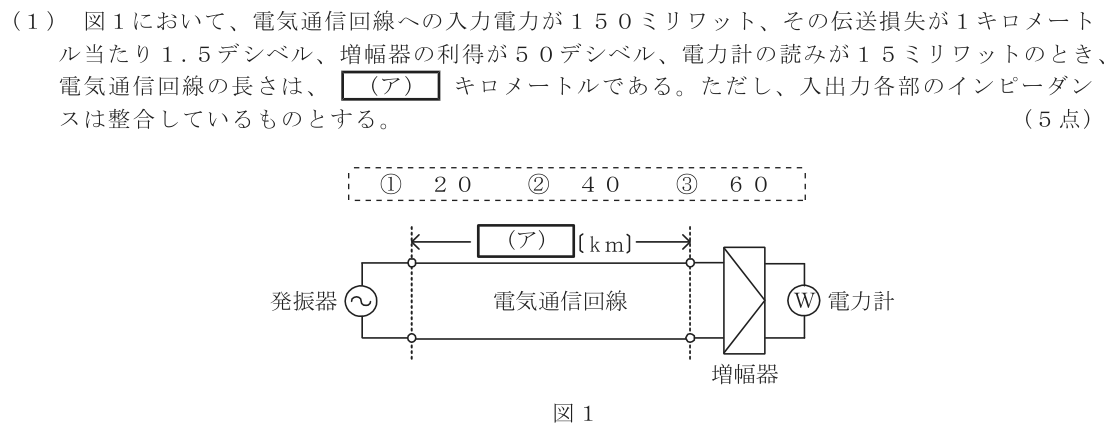 (1) 図1において、電気通信回線への入力電力が150ミリワット、その伝送損失が1キロメート
ル当たり1.5デシベル、増幅器の利得が50デシベル、電力計の読みが15ミリワットのとき、
電気通信回線の長さは、 (ア) キロメートルである。ただし、入出力各部のインピーダン
スは整合しているものとする。 (5点)
① 20 ② 40 ③ 60
(ア) [km]
発振器 電気通信回線 W 電力計
増幅器
図1